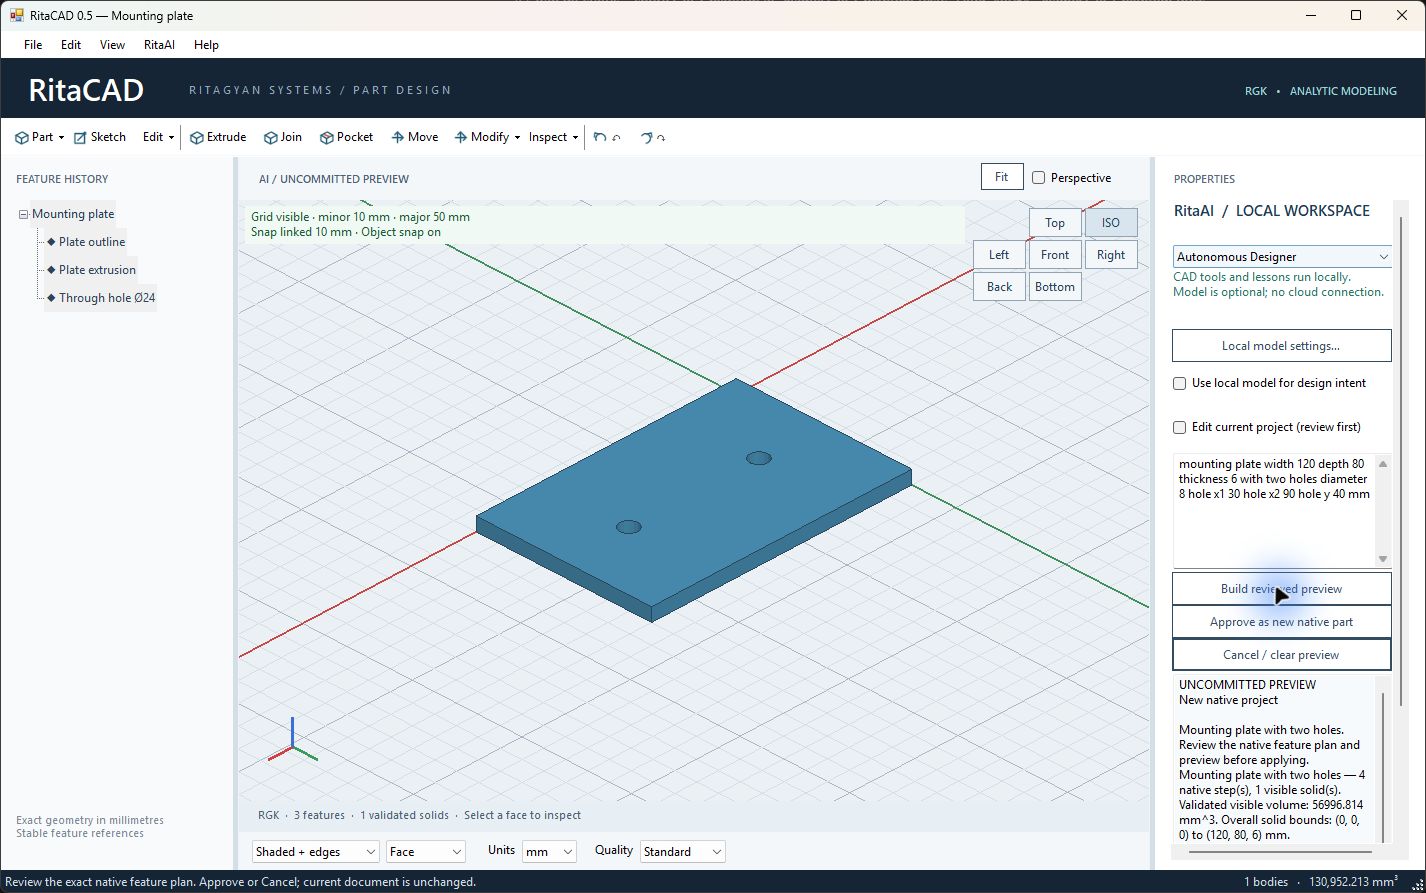 RitaCAD 0.5 — Mounting plate
File Edit View RitaAI Help
RitaCAD
RITAGYAN SYSTEMS / PART DESIGN
RGK • ANALYTIC MODELING
Part Sketch Edit Extrude Join Pocket Move Modify Inspect
FEATURE HISTORY
Mounting plate
Plate outline
Plate extrusion
Through hole Ø24
Exact geometry in millimetres
Stable feature references
AI / UNCOMMITTED PREVIEW
Fit
Perspective
Grid visible · minor 10 mm · major 50 mm
Snap linked 10 mm · Object snap on
Top ISO
Left Front Right
Back Bottom
RGK · 3 features · 1 validated solids · Select a face to inspect
Shaded + edges Face Units mm Quality Standard
PROPERTIES
RitaAI / LOCAL WORKSPACE
Autonomous Designer
CAD tools and lessons run locally.
Model is optional; no cloud connection.
Local model settings...
Use local model for design intent
Edit current project (review first)
mounting plate width 120 depth 80
thickness 6 with two holes diameter
8 hole x1 30 hole x2 90 hole y 40 mm
Build reviewed preview
Approve as new native part
Cancel / clear preview
UNCOMMITTED PREVIEW
New native project
Mounting plate with two holes.
Review the native feature plan and
preview before applying.
Mounting plate with two holes — 4
native step(s), 1 visible solid(s).
Validated visible volume: 56996.814
mm^3. Overall solid bounds: (0, 0,
0) to (120, 80, 6) mm.
Review the exact native feature plan. Approve or Cancel; current document is unchanged.
1 bodies · 130,952.213 mm³